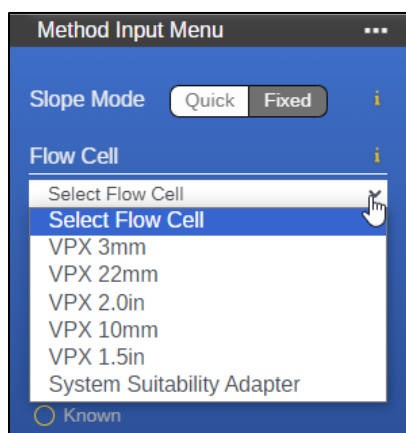 Method Input Menu
Slope Mode Quick Fixed i
Flow Cell i
Select Flow Cell
Select Flow Cell
VPX 3mm
VPX 22mm
VPX 2.0in
VPX 10mm
VPX 1.5in
System Suitability Adapter
Known